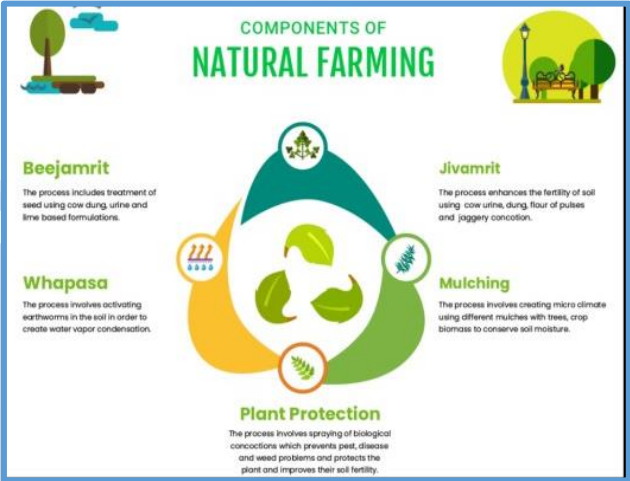 COMPONENTS OF
NATURAL FARMING
Beejamrit
The process includes treatment of
seed using cow dung, urine and
lime based formulations.
Jivamrit
The process enhances the fertility of soil
using cow urine, dung, flour of pulses
and jaggery concotion.
Whapasa
The process involves activating
earthworms in the soil in order to
create water vapor condensation.
Mulching
The process involves creating micro climate
using different mulches with trees, crop
biomass to conserve soil moisture.
Plant Protection
The process involves spraying of biological
concoctions which prevents pest, disease
and weed problems and protects the
plant and improves their soil fertility.